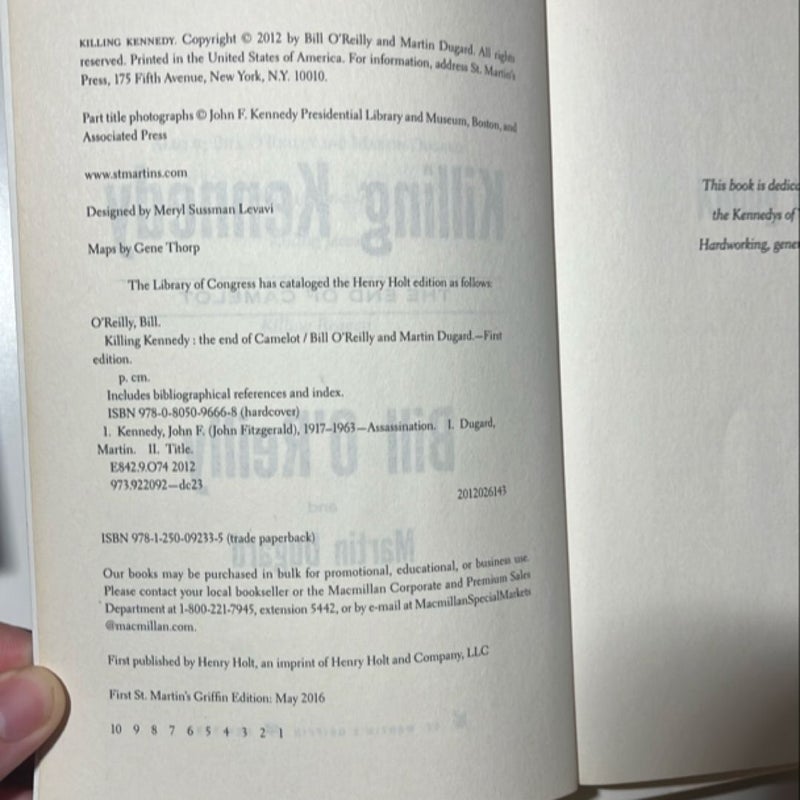 KILLING KENNEDY. Copyright © 2012 by Bill O'Reilly and Martin Dugard. All rights
reserved. Printed in the United States of America. For information, address St. Martin's
Press, 175 Fifth Avenue, New York, N.Y. 10010.
Part title photographs © John F. Kennedy Presidential Library and Museum, Boston, and
Associated Press
www.stmartins.com
Designed by Meryl Sussman Levavi
Maps by Gene Thorp
The Library of Congress has cataloged the Henry Holt edition as follows:
O'Reilly, Bill.
Killing Kennedy : the end of Camelot / Bill O'Reilly and Martin Dugard.—First
edition.
p. cm.
Includes bibliographical references and index.
ISBN 978-0-8050-9666-8 (hardcover)
1. Kennedy, John F. (John Fitzgerald), 1917–1963—Assassination. I. Dugard,
Martin. II. Title.
E842.9.O74 2012
973.922092—dc23
2012026143
ISBN 978-1-250-09233-5 (trade paperback)
Our books may be purchased in bulk for promotional, educational, or business use.
Please contact your local bookseller or the Macmillan Corporate and Premium Sales
Department at 1-800-221-7945, extension 5442, or by e-mail at MacmillanSpecialMarkets
@macmillan.com.
First published by Henry Holt, an imprint of Henry Holt and Company, LLC
First St. Martin's Griffin Edition: May 2016
10 9 8 7 6 5 4 3 2 1
This book is dedic
the Kennedys of
Hardworking, gene